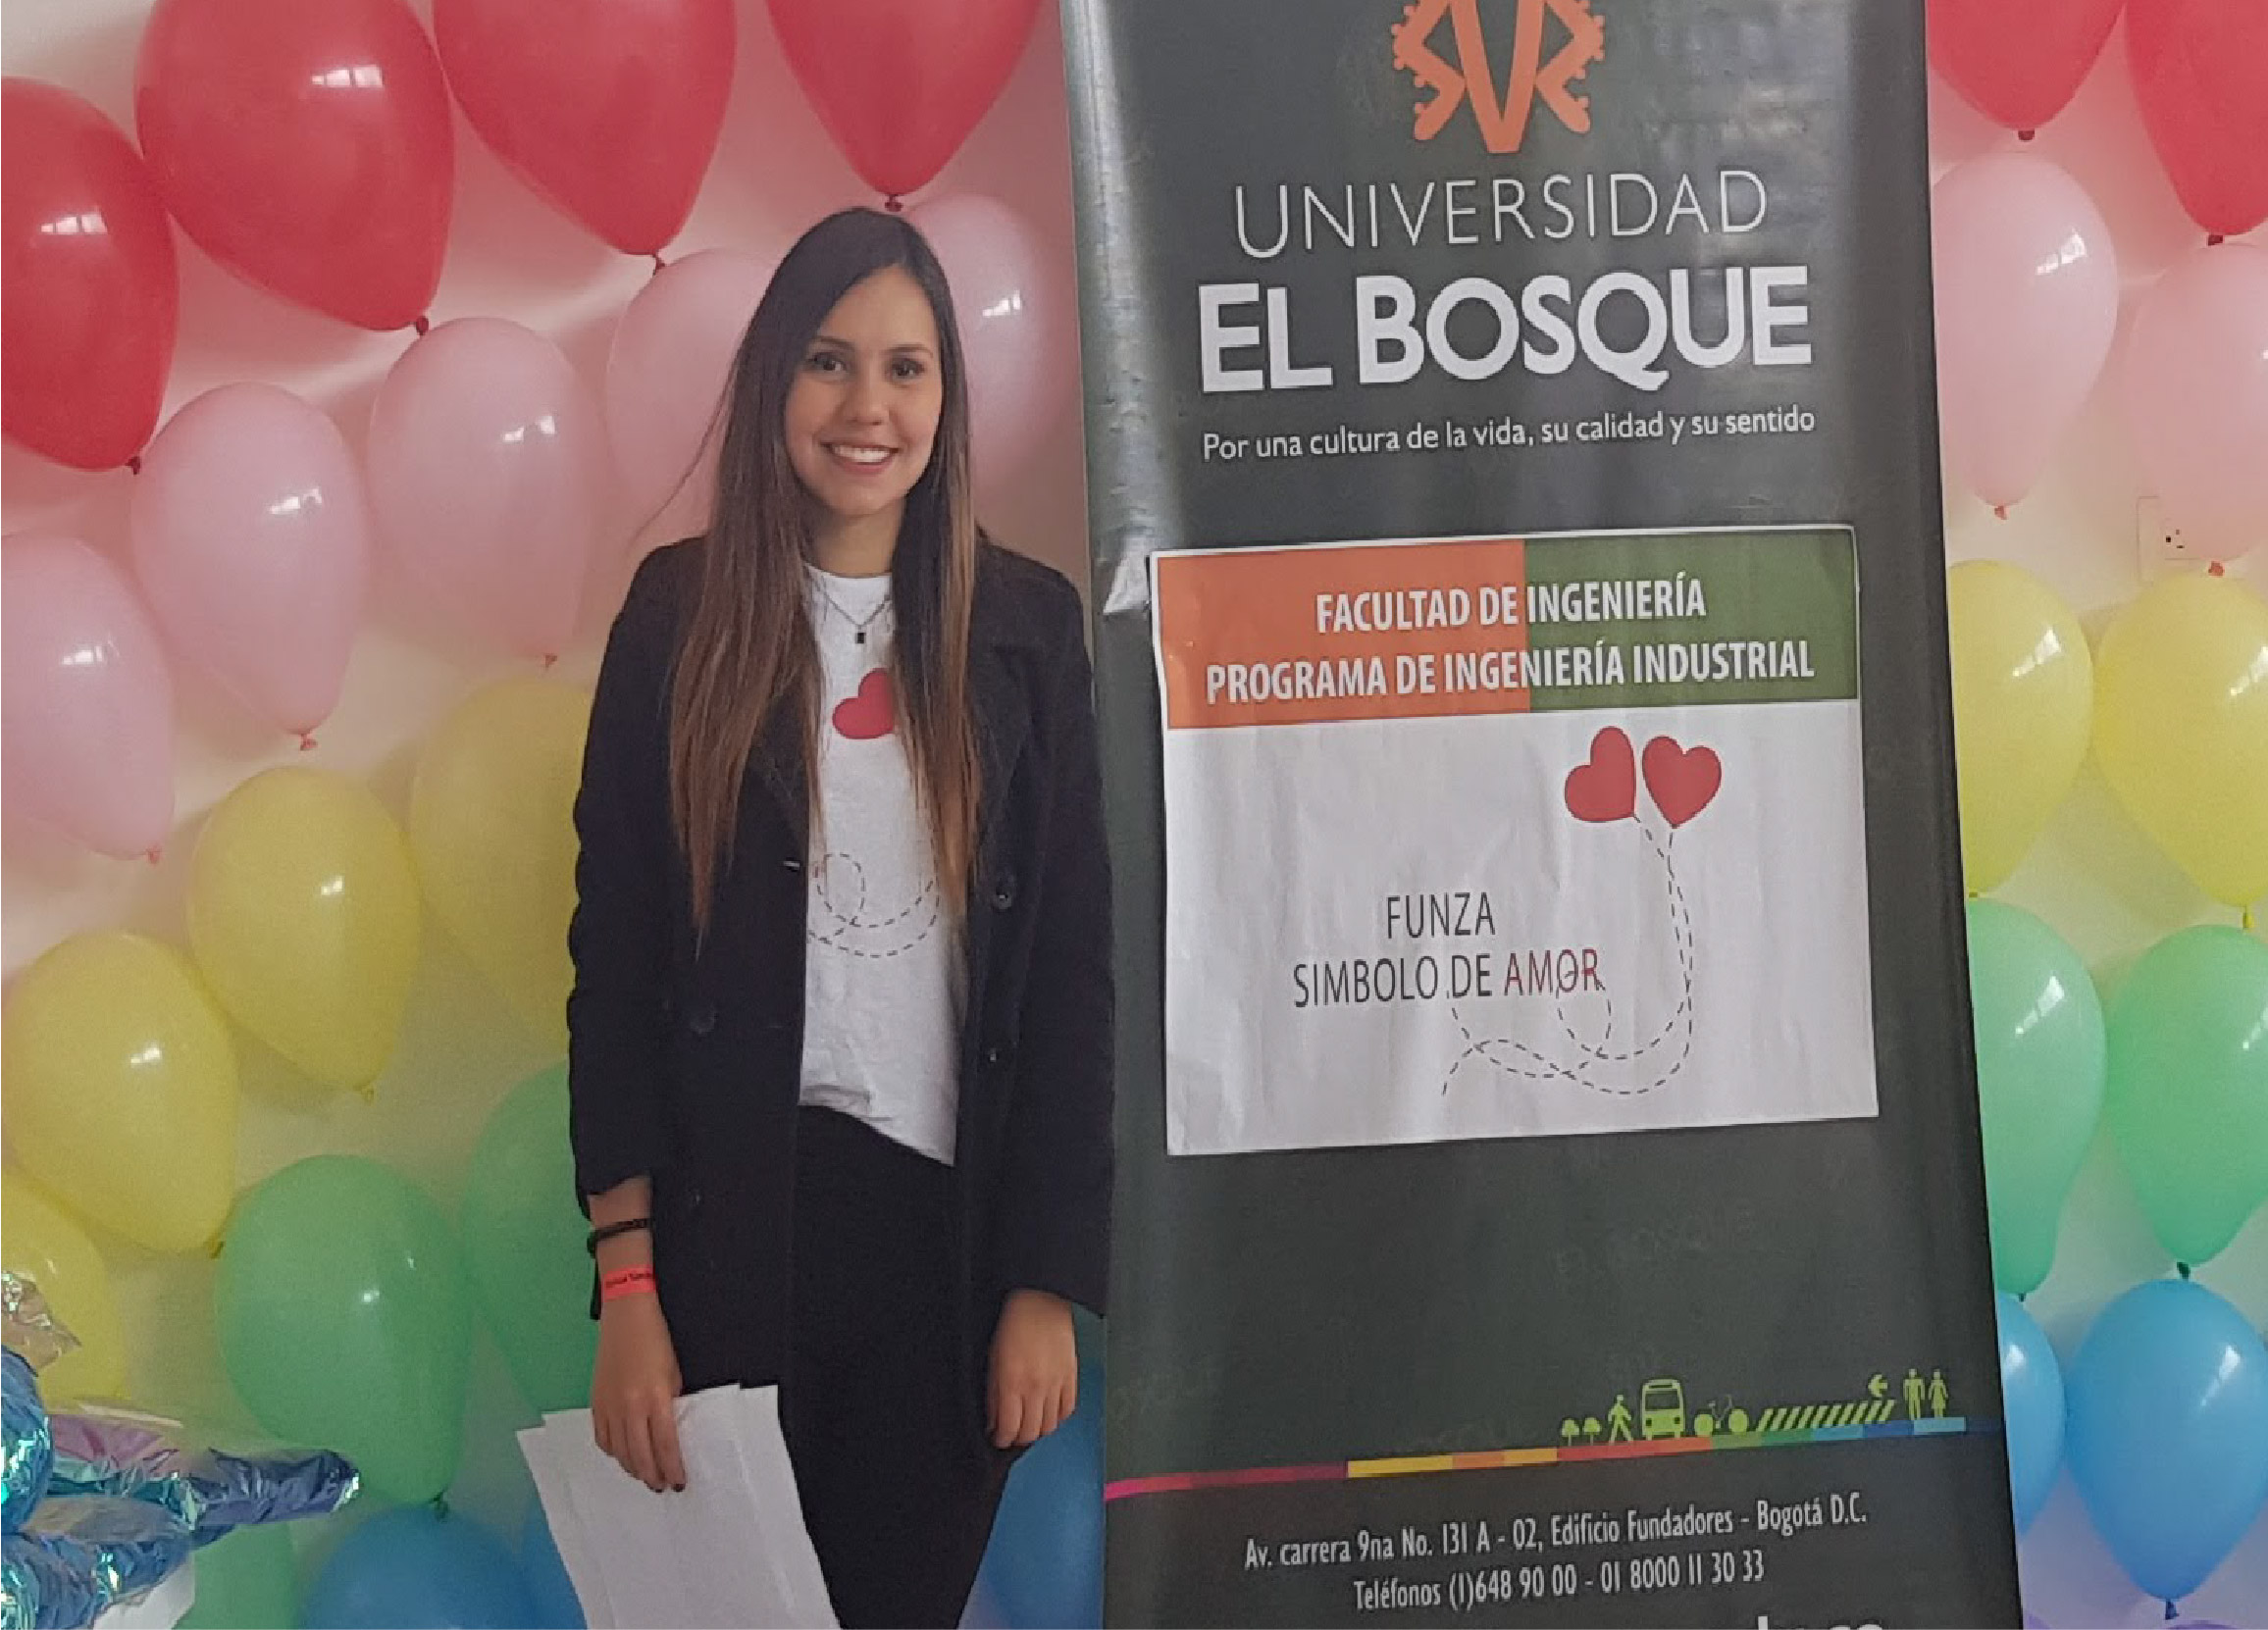 UNIVERSIDAD
EL BOSQUE
Por una cultura de la vida, su calidad y su sentido
FACULTAD DE INGENIERÍA
PROGRAMA DE INGENIERÍA INDUSTRIAL
FUNZA
SIMBOLO DE AMOR
Av. carrera 9na No. 131 A - 02, Edificio Fundadores - Bogotá D.C.
Teléfonos (1)648 90 00 - 01 8000 11 30 33